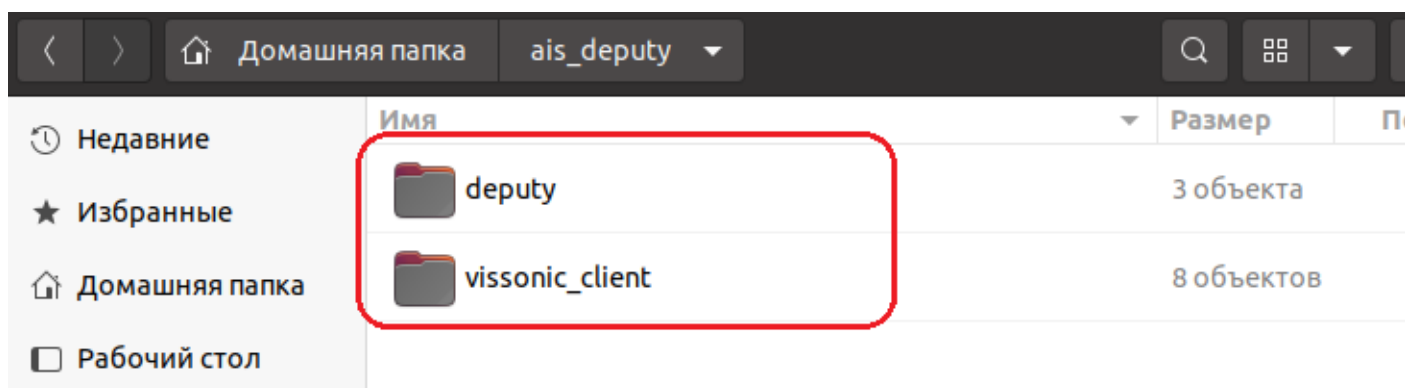 Домашняя папка ais_deputy
Недавние
Избранные
Домашняя папка
Рабочий стол
Имя Размер
deputy 3 объекта
vissonic_client 8 объектов